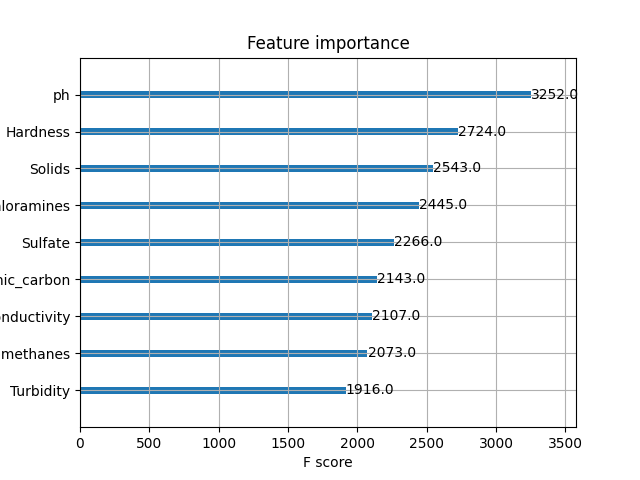 Feature importance
ph
3252.0
Hardness
2724.0
Solids
2543.0
loramines
2445.0
Sulfate
2266.0
nic_carbon
2143.0
onductivity
2107.0
methanes
2073.0
Turbidity
1916.0
0 500 1000 1500 2000 2500 3000 3500
F score